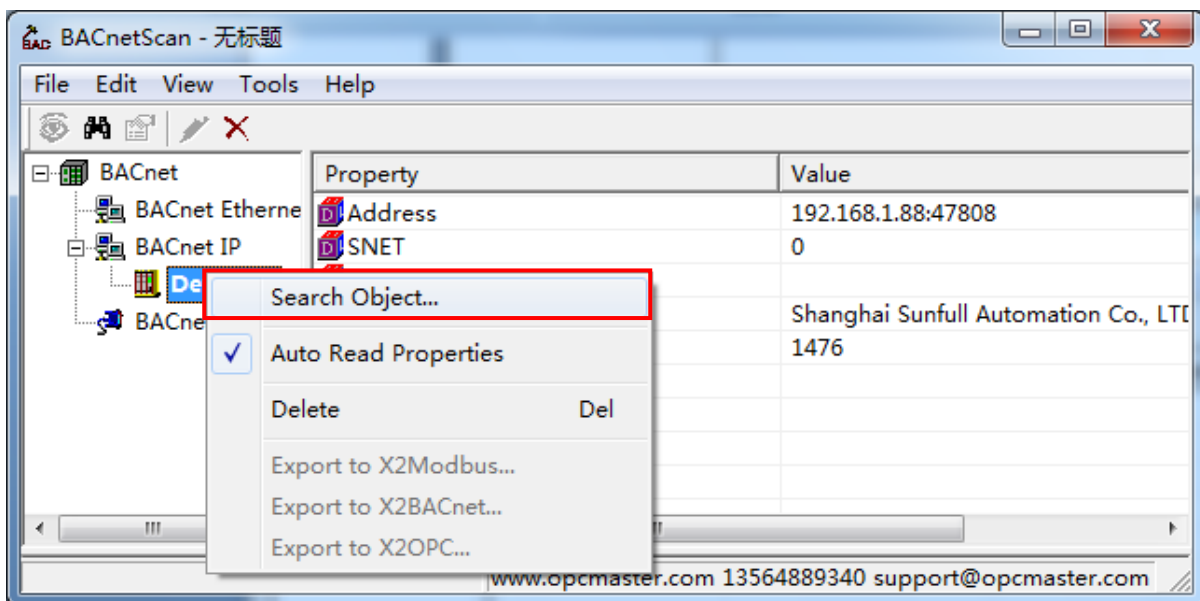 BACnetScan - 无标题
File Edit View Tools Help
BACnet
Property Value
BACnet Etherne
Address 192.168.1.88:47808
BACnet IP
SNET 0
De
Search Object...
BACne
Shanghai Sunfull Automation Co., LT
Auto Read Properties
1476
Delete Del
Export to X2Modbus...
Export to X2BACnet...
Export to X2OPC...
www.opcmaster.com 13564889340 support@opcmaster.com